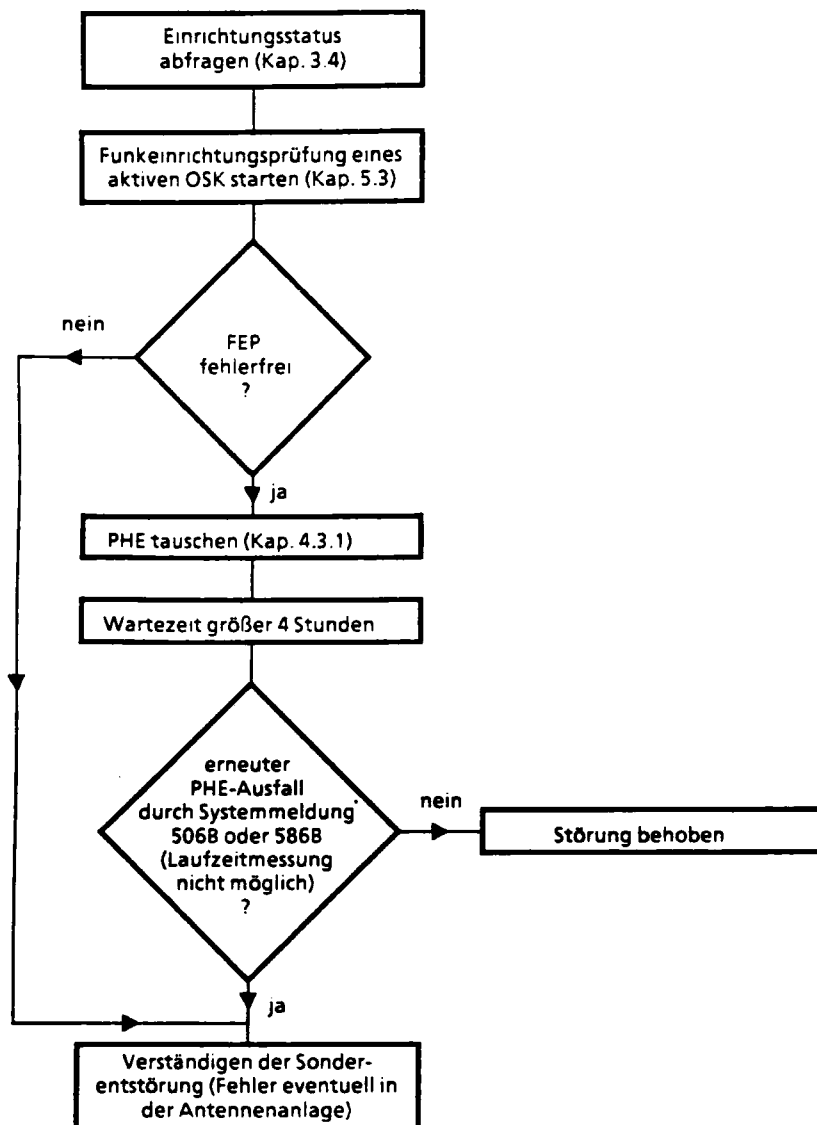 Einrichtungsstatus
abfragen (Kap. 3.4)
Funkeinrichtungsprüfung eines
aktiven OSK starten (Kap. 5.3)
nein
FEP
fehlerfrei
?
ja
PHE tauschen (Kap. 4.3.1)
Wartezeit größer 4 Stunden
erneuter
PHE-Ausfall
durch Systemmeldung
506B oder 586B
(Laufzeitmessung
nicht möglich)
?
nein
Störung behoben
ja
Verständigen der Sonder-
entstörung (Fehler eventuell in
der Antennenanlage)